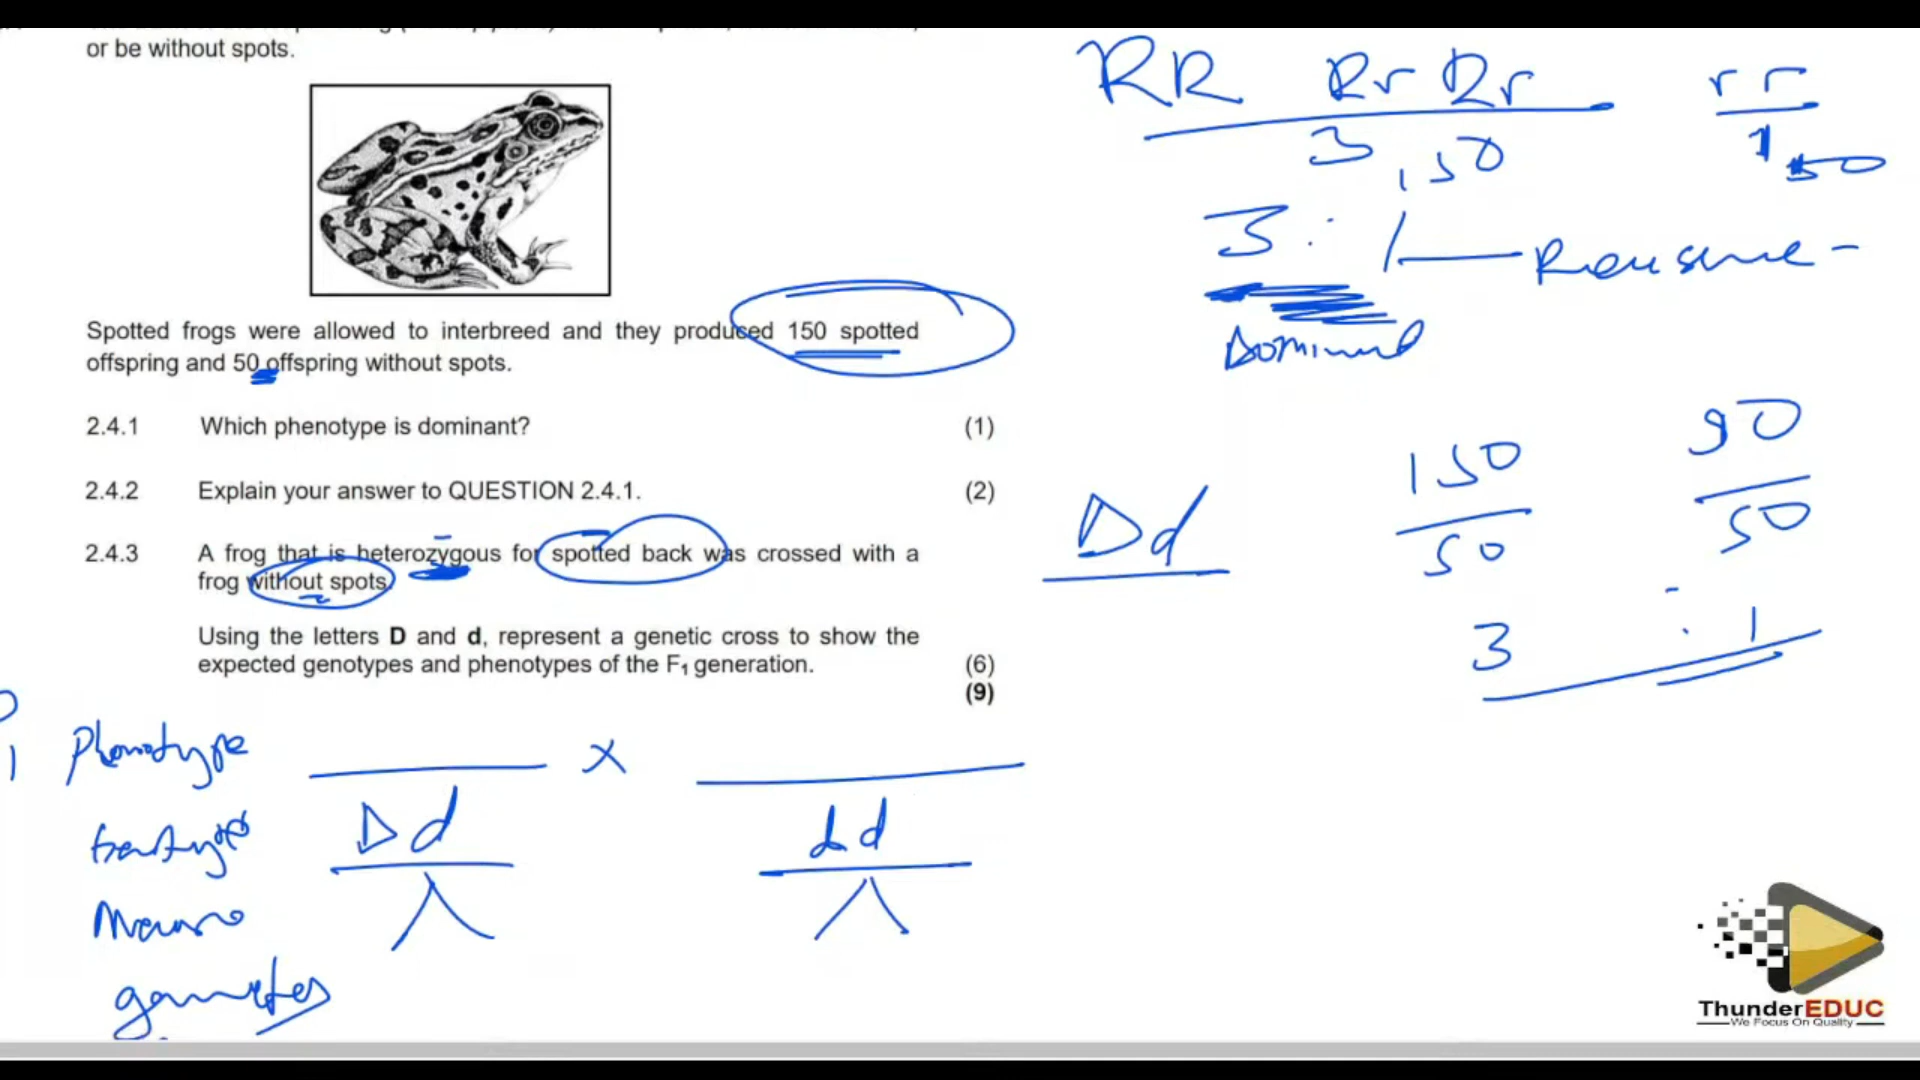 or be without spots.
Spotted frogs were allowed to interbreed and they produced 150 spotted
offspring and 50 offspring without spots.
2.4.1 Which phenotype is dominant? (1)
2.4.2 Explain your answer to QUESTION 2.4.1. (2)
2.4.3 A frog that is heterozygous for spotted back was crossed with a
frog without spots.
Using the letters D and d, represent a genetic cross to show the
expected genotypes and phenotypes of the F₁ generation. (6)
(9)
RR Rr Rr rr
3 1
150 50
3 : 1
Dd
150
50
50
3 : 1
Phenotype x
Dd dd
gametes
ThunderEDUC
We Focus On Quality